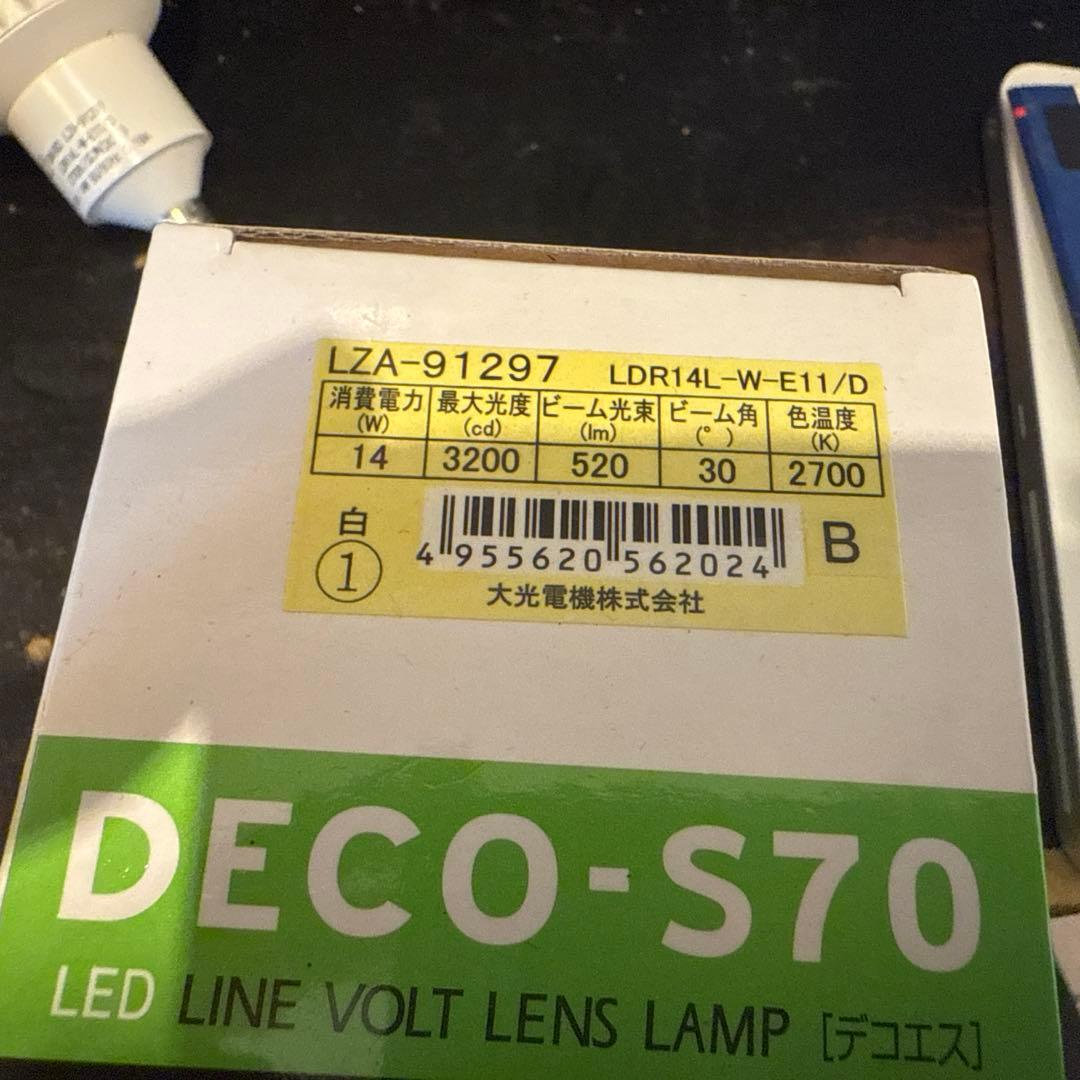 LZA-91297 LDR14L-W-E11/D
消費電力 最大光度 ビーム光束 ビーム角 色温度
(W) (cd) (lm) (°) (K)
14 3200 520 30 2700
白
① B
4 955620 562024
大光電機株式会社
DECO-S70
LED LINE VOLT LENS LAMP [デコエス]